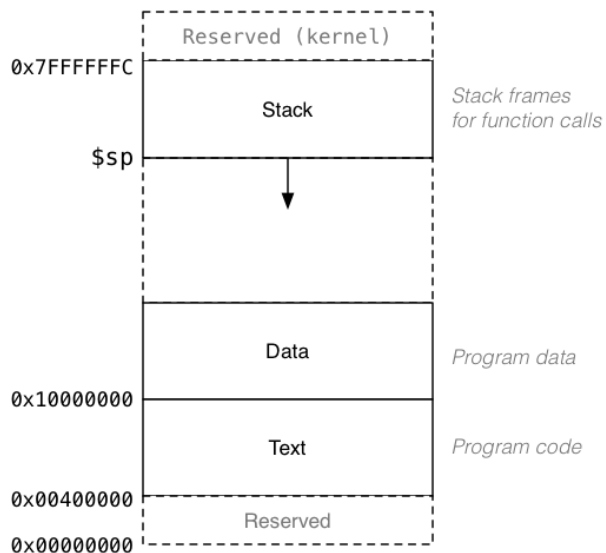 Reserved (kernel)
0x7FFFFFFC
Stack
Stack frames
for function calls
$sp
Data
Program data
0x10000000
Text
Program code
0x00400000
Reserved
0x00000000